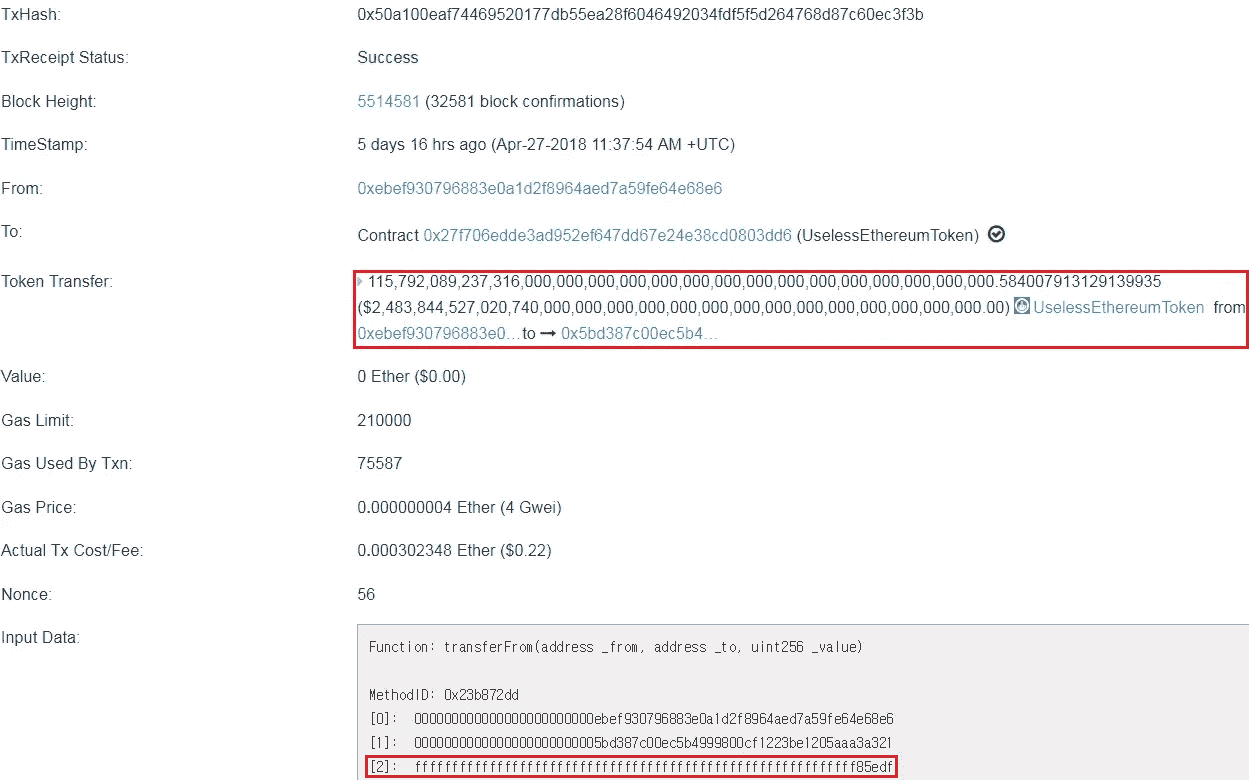 TxHash: 0x50a100eaf74469520177db55ea28f6046492034fdf5f5d264768d87c60ec3f3b
TxReceipt Status: Success
Block Height: 5514581 (32581 block confirmations)
TimeStamp: 5 days 16 hrs ago (Apr-27-2018 11:37:54 AM +UTC)
From: 0xebef930796883e0a1d2f8964aed7a59fe64e68e6
To: Contract 0x27f706edde3ad952ef647dd67e24e38cd0803dd6 (UselessEthereumToken)
Token Transfer: 115,792,089,237,316,000,000,000,000,000,000,000,000,000,000,000,000,000,000,000,000.584007913129139935
($2,483,844,527,020,740,000,000,000,000,000,000,000,000,000,000,000,000,000,000,000.00) UselessEthereumToken from
0xebef930796883e0... to → 0x5bd387c00ec5b4...
Value: 0 Ether ($0.00)
Gas Limit: 210000
Gas Used By Txn: 75587
Gas Price: 0.000000004 Ether (4 Gwei)
Actual Tx Cost/Fee: 0.000302348 Ether ($0.22)
Nonce: 56
Input Data:
Function: transferFrom(address _from, address _to, uint256 _value)
MethodID: 0x23b872dd
[0]: 000000000000000000000000ebef930796883e0a1d2f8964aed7a59fe64e68e6
[1]: 0000000000000000000000005bd387c00ec5b4999800cf1223be1205aaa3a321
[2]: fffffffffffffffffffffffffffffffffffffffffffffffffffffffffff85edf